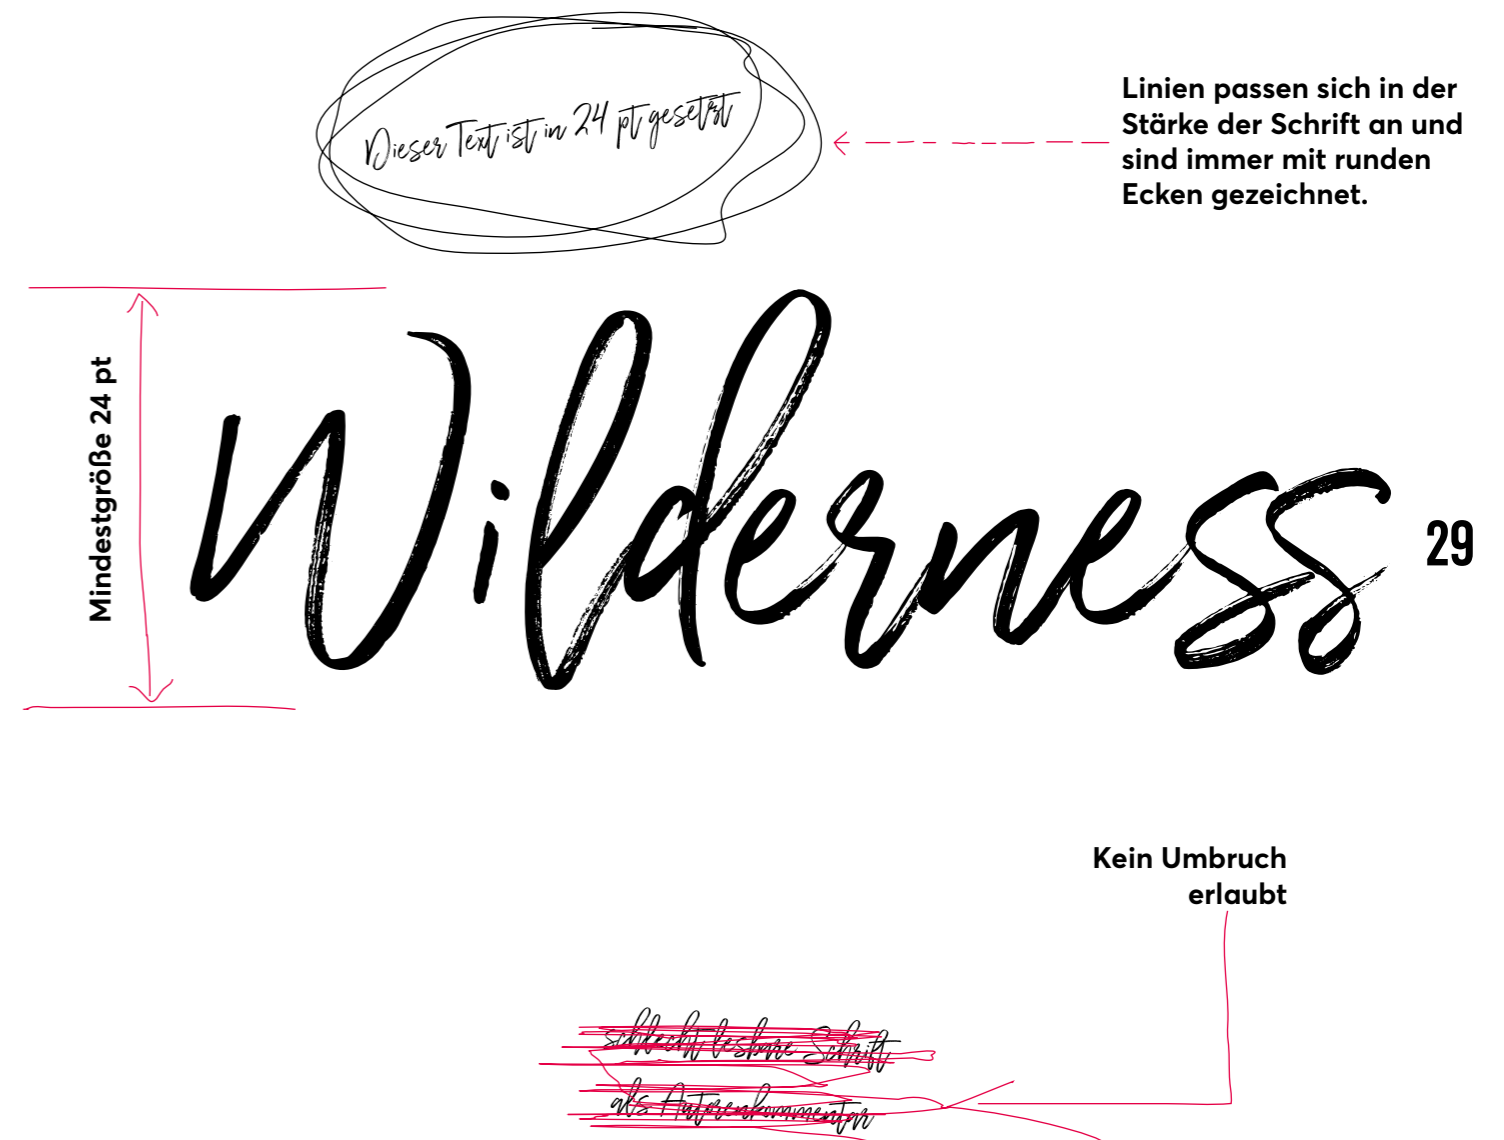 Dieser Text ist in 24 pt gesetzt
Linien passen sich in der
Stärke der Schrift an und
sind immer mit runden
Ecken gezeichnet.
Mindestgröße 24 pt
Wilderness
29
Kein Umbruch
erlaubt
schlecht lesbare Schrift
als Autorenkommentar